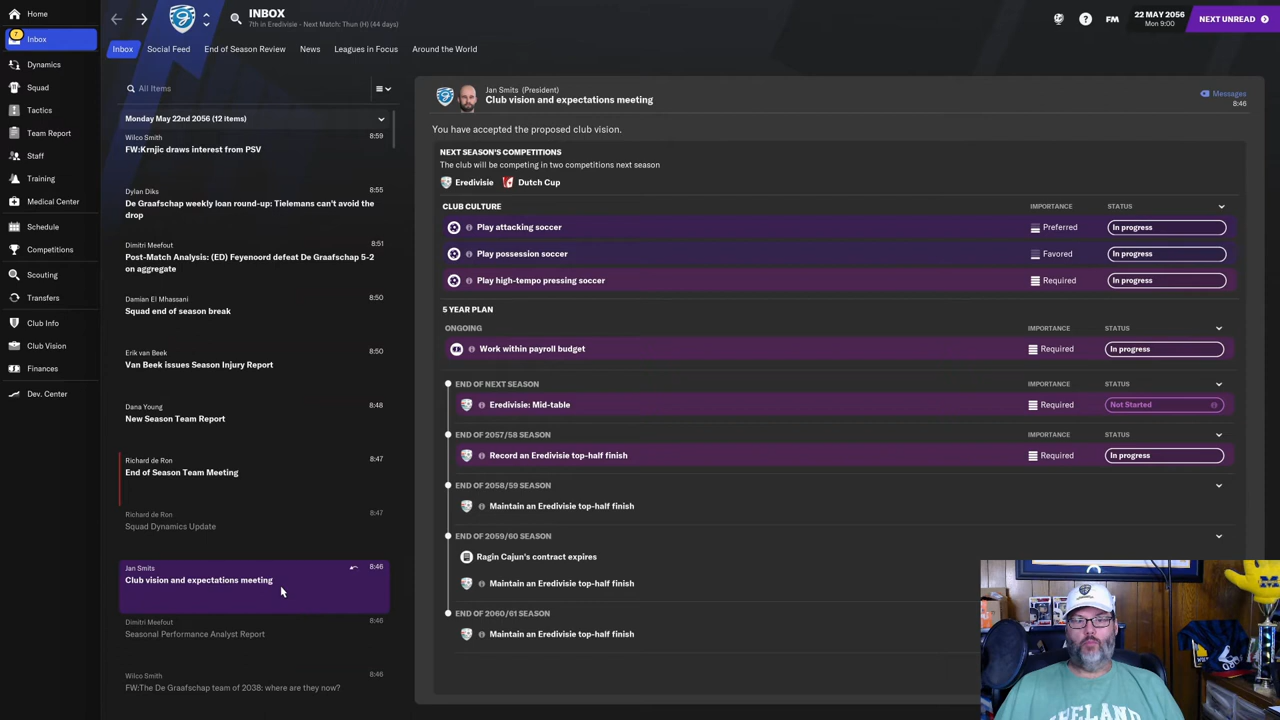 Home
INBOX
7th in Eredivisie - Next Match: Thun (H) (44 days)
22 MAY 2056
Mon 9:00
FM
NEXT UNREAD
7
Inbox
Dynamics
Squad
Tactics
Team Report
Staff
Training
Medical Center
Schedule
Competitions
Scouting
Transfers
Club Info
Club Vision
Finances
Dev. Center
Inbox Social Feed End of Season Review News Leagues in Focus Around the World
All Items
Monday May 22nd 2056 (12 items)
Wilco Smith 8:59
FW:Krnjic draws interest from PSV
Dylan Diks 8:55
De Graafschap weekly loan round-up: Tielemans can't avoid the
drop
Dimitri Meefout 8:51
Post-Match Analysis: (ED) Feyenoord defeat De Graafschap 5-2
on aggregate
Damian El Mhassani 8:50
Squad end of season break
Erik van Beek 8:50
Van Beek issues Season Injury Report
Dana Young 8:48
New Season Team Report
Richard de Ron 8:47
End of Season Team Meeting
Richard de Ron 8:47
Squad Dynamics Update
Jan Smits 8:46
Club vision and expectations meeting
Dimitri Meefout 8:46
Seasonal Performance Analyst Report
Wilco Smith 8:46
FW:The De Graafschap team of 2038: where are they now?
Jan Smits (President)
Club vision and expectations meeting
Messages
8:46
You have accepted the proposed club vision.
NEXT SEASON'S COMPETITIONS
The club will be competing in two competitions next season
Eredivisie Dutch Cup
CLUB CULTURE IMPORTANCE STATUS
Play attacking soccer Preferred In progress
Play possession soccer Favored In progress
Play high-tempo pressing soccer Required In progress
5 YEAR PLAN
ONGOING IMPORTANCE STATUS
Work within payroll budget Required In progress
END OF NEXT SEASON IMPORTANCE STATUS
Eredivisie: Mid-table Required Not Started
END OF 2057/58 SEASON IMPORTANCE STATUS
Record an Eredivisie top-half finish Required In progress
END OF 2058/59 SEASON
Maintain an Eredivisie top-half finish
END OF 2059/60 SEASON
Ragin Cajun's contract expires
Maintain an Eredivisie top-half finish
END OF 2060/61 SEASON
Maintain an Eredivisie top-half finish
IRELAND